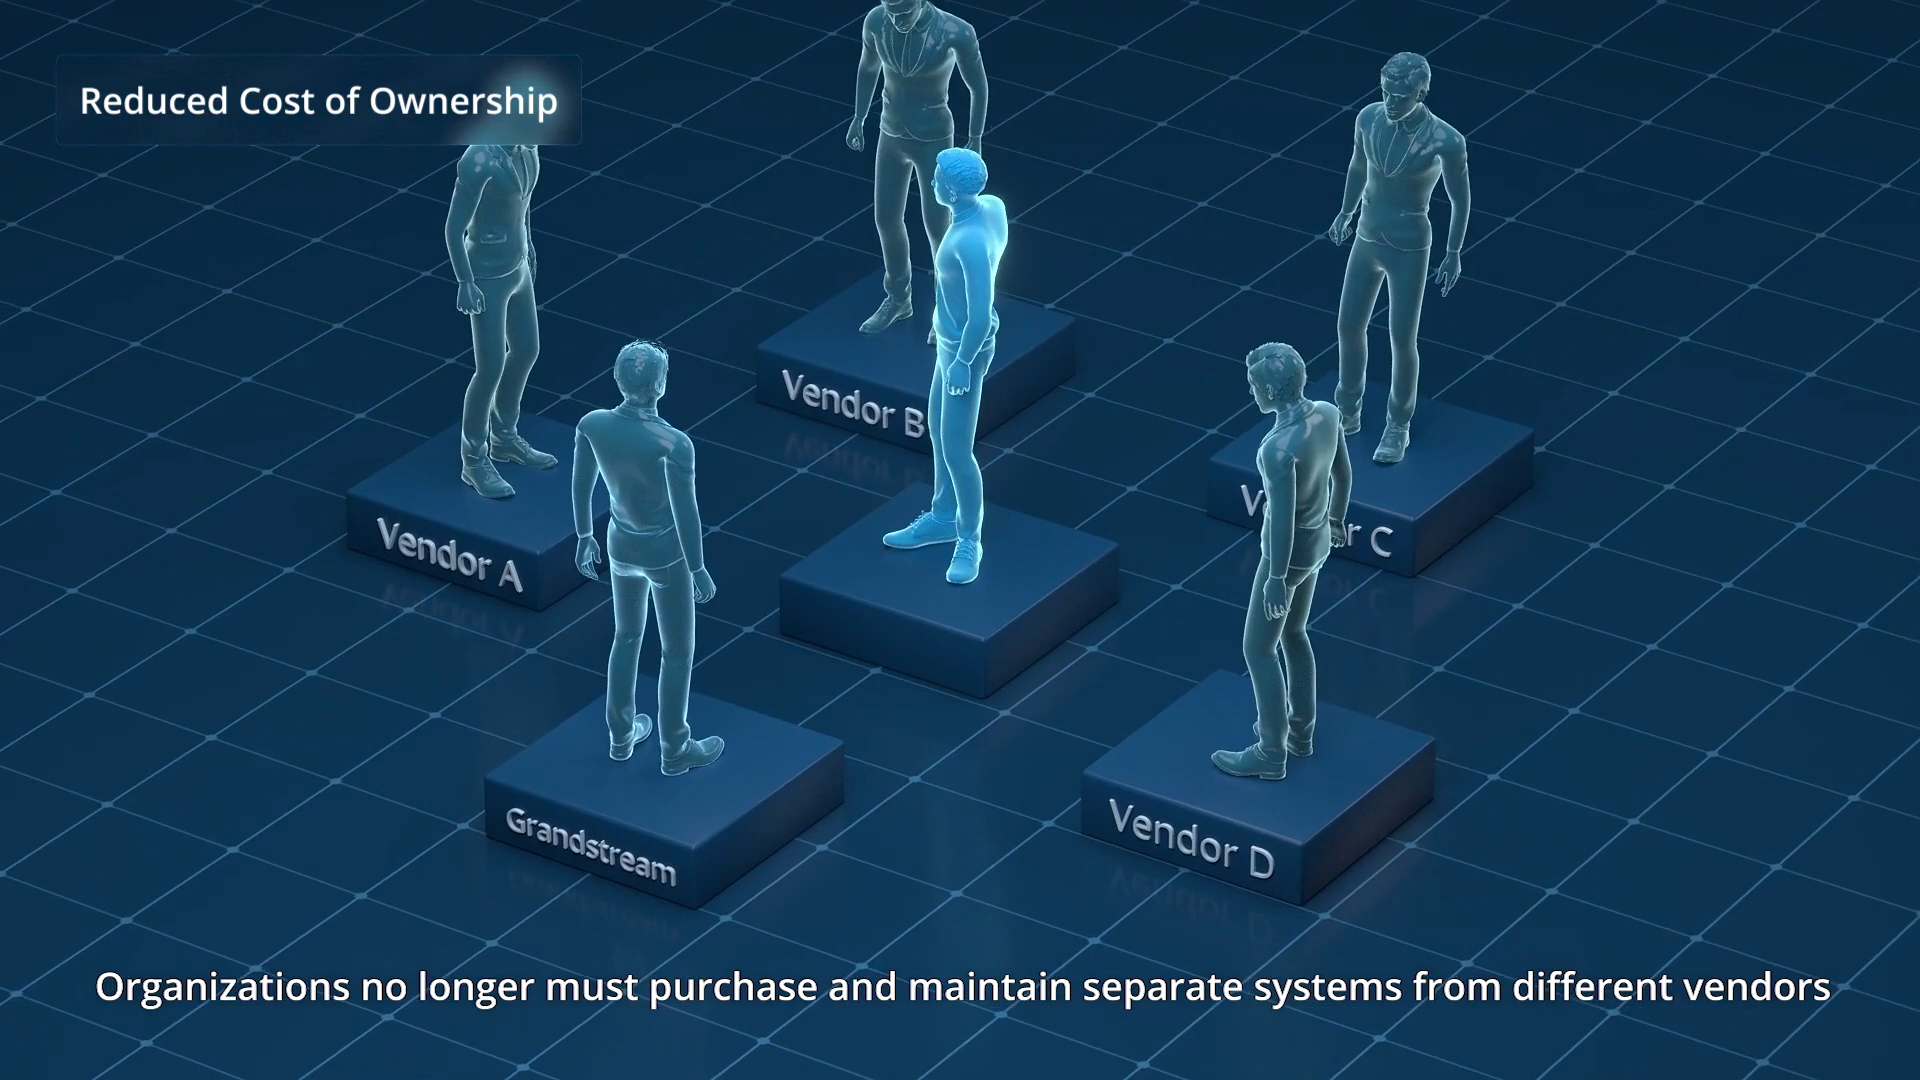 Reduced Cost of Ownership
Vendor B
Vendor A
r C
Grandstream
Vendor D
Organizations no longer must purchase and maintain separate systems from different vendors